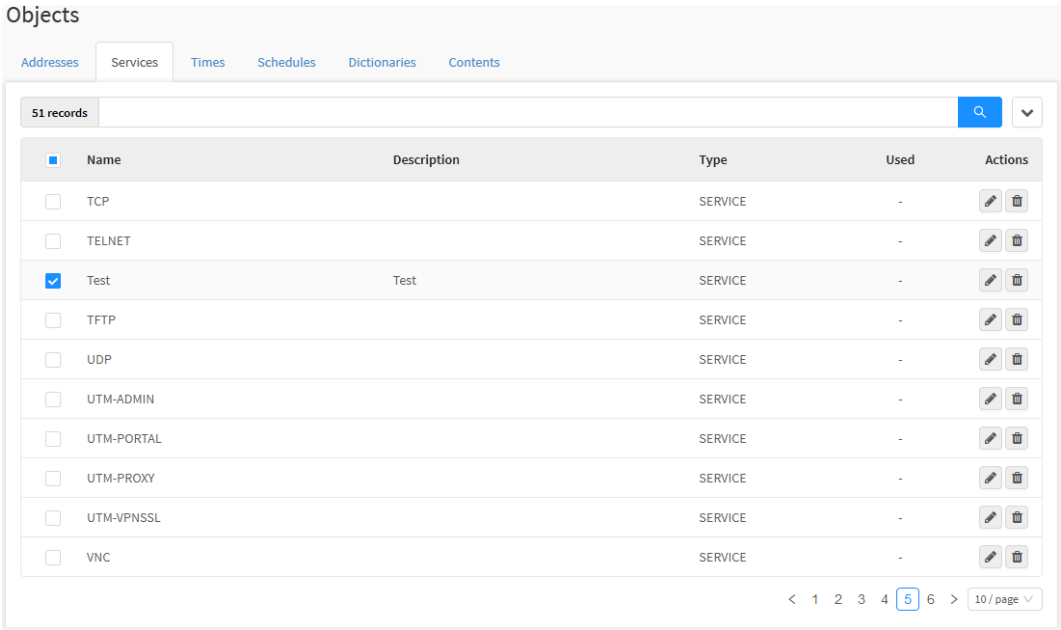 Objects
Addresses Services Times Schedules Dictionaries Contents
51 records
Name Description Type Used Actions
TCP SERVICE -
TELNET SERVICE -
Test Test SERVICE -
TFTP SERVICE -
UDP SERVICE -
UTM-ADMIN SERVICE -
UTM-PORTAL SERVICE -
UTM-PROXY SERVICE -
UTM-VPNSSL SERVICE -
VNC SERVICE -
< 1 2 3 4 5 6 > 10 / page